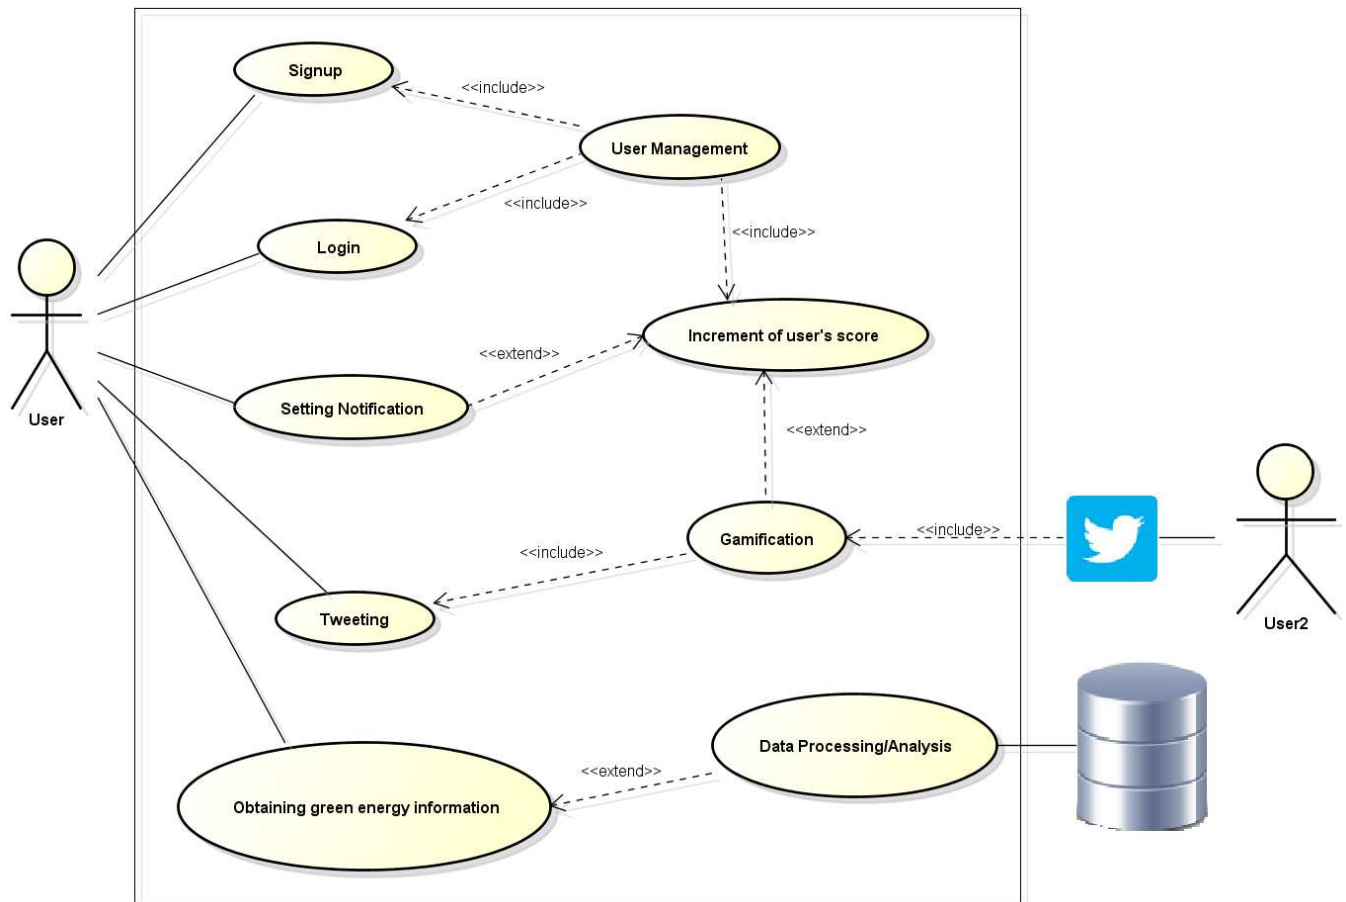 Signup
<<include>>
User Management
<<include>>
Login
<<include>>
Increment of user's score
<<extend>>
Setting Notification
User
<<extend>>
<<include>>
Gamification
<<include>>
Tweeting
User2
Data Processing/Analysis
<<extend>>
Obtaining green energy information